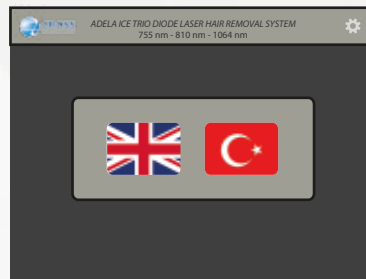 ADELA ICE TRIO DIODE LASER HAIR REMOVAL SYSTEM
755 nm - 810 nm - 1064 nm